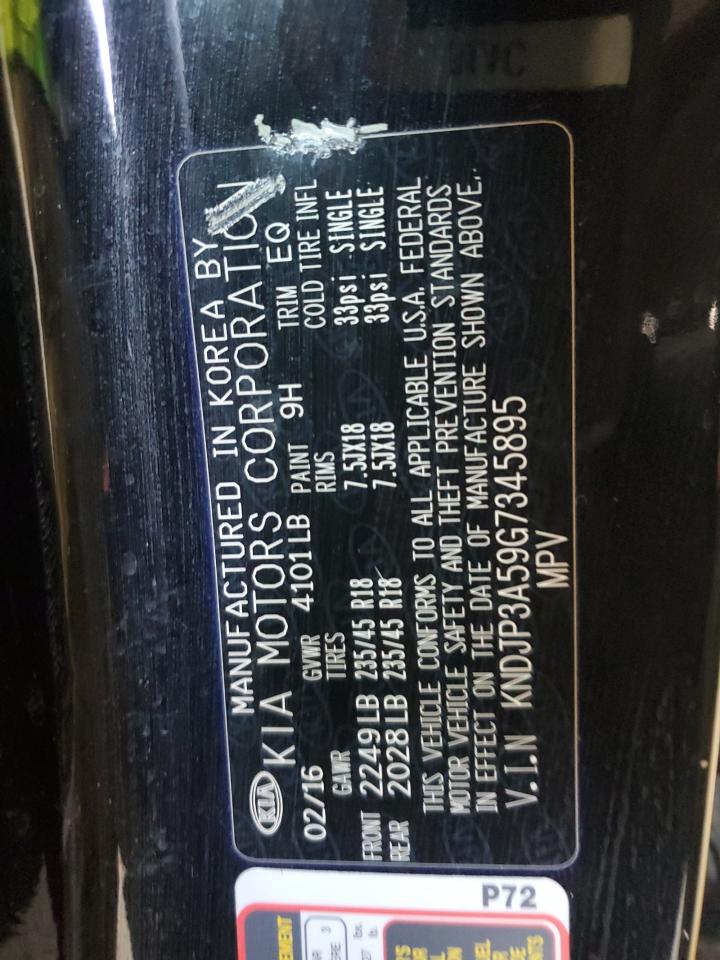 MANUFACTURED IN KOREA BY
KIA KIA MOTORS CORPORATION
02/16 GVWR 4101LB PAINT 9H TRIM EQ
GAWR TIRES RIMS COLD TIRE INFL
FRONT 2249LB 235/45 R18 7.5JX18 33psi SINGLE
REAR 2028LB 235/45 R18 7.5JX18 33psi SINGLE
THIS VEHICLE CONFORMS TO ALL APPLICABLE U.S.A. FEDERAL
MOTOR VEHICLE SAFETY AND THEFT PREVENTION STANDARDS
IN EFFECT ON THE DATE OF MANUFACTURE SHOWN ABOVE.
V.I.N KNDJP3A59G7345895
MPV
P72